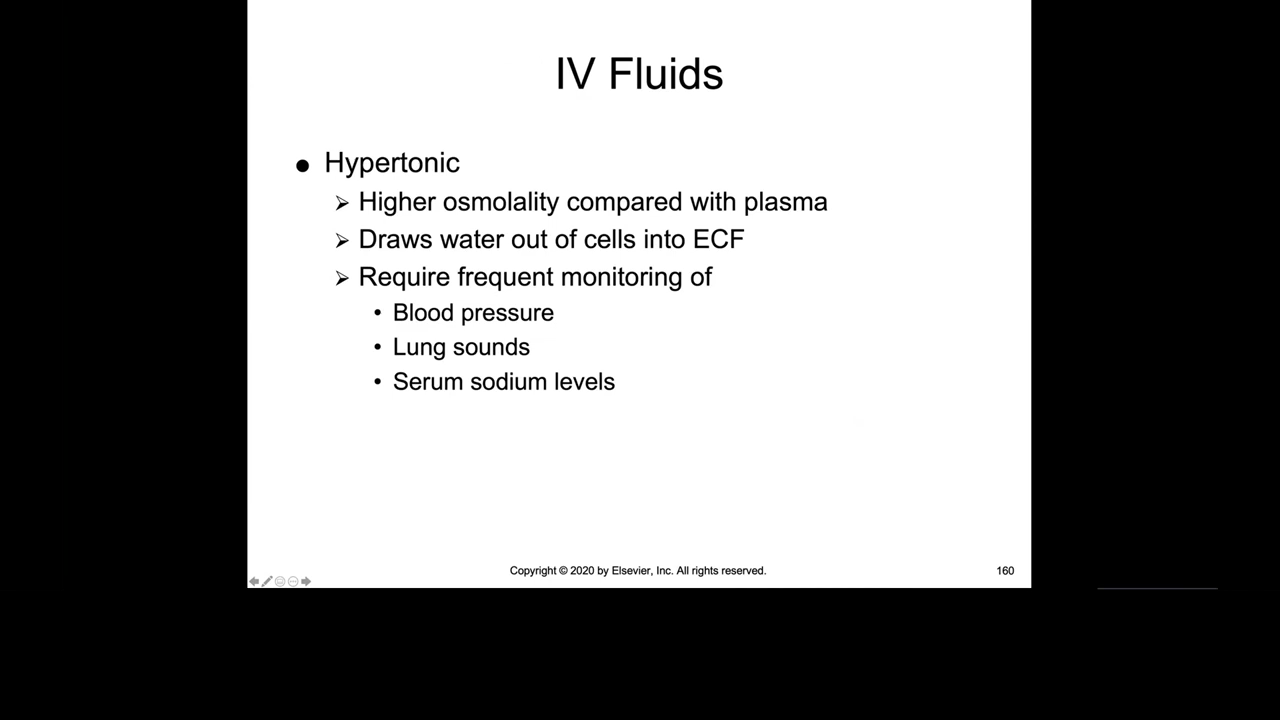 IV Fluids
● Hypertonic
➢ Higher osmolality compared with plasma
➢ Draws water out of cells into ECF
➢ Require frequent monitoring of
• Blood pressure
• Lung sounds
• Serum sodium levels
Copyright © 2020 by Elsevier, Inc. All rights reserved.
160